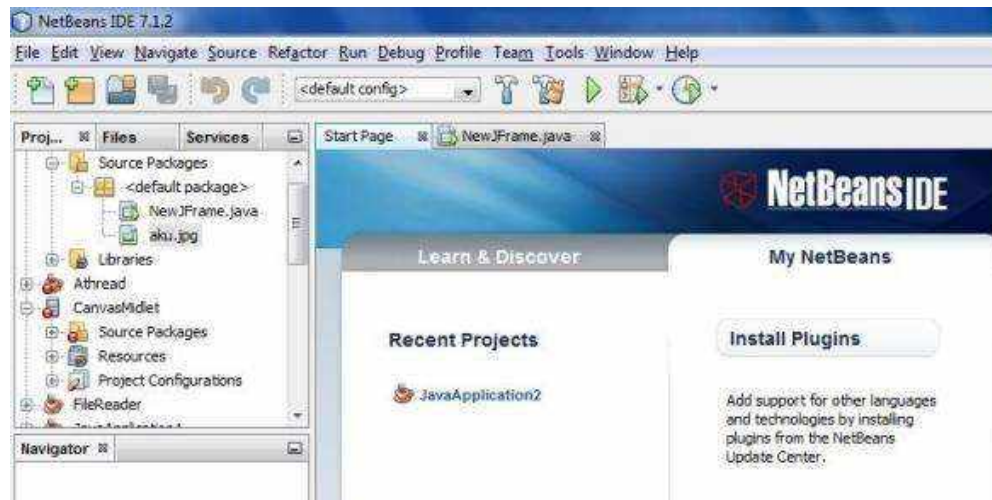 NetBeans IDE 7.1.2
File Edit View Navigate Source Refactor Run Debug Profile Team Tools Window Help
<default config>
Proj... Files Services
Source Packages
<default package>
NewJFrame.java
aku.jpg
Libraries
Athread
CanvasMidlet
Source Packages
Resources
Project Configurations
FileReader
Navigator
Start Page NewJFrame.java
NetBeans IDE
Learn & Discover
My NetBeans
Recent Projects
JavaApplication2
Install Plugins
Add support for other languages
and technologies by installing
plugins from the NetBeans
Update Center.